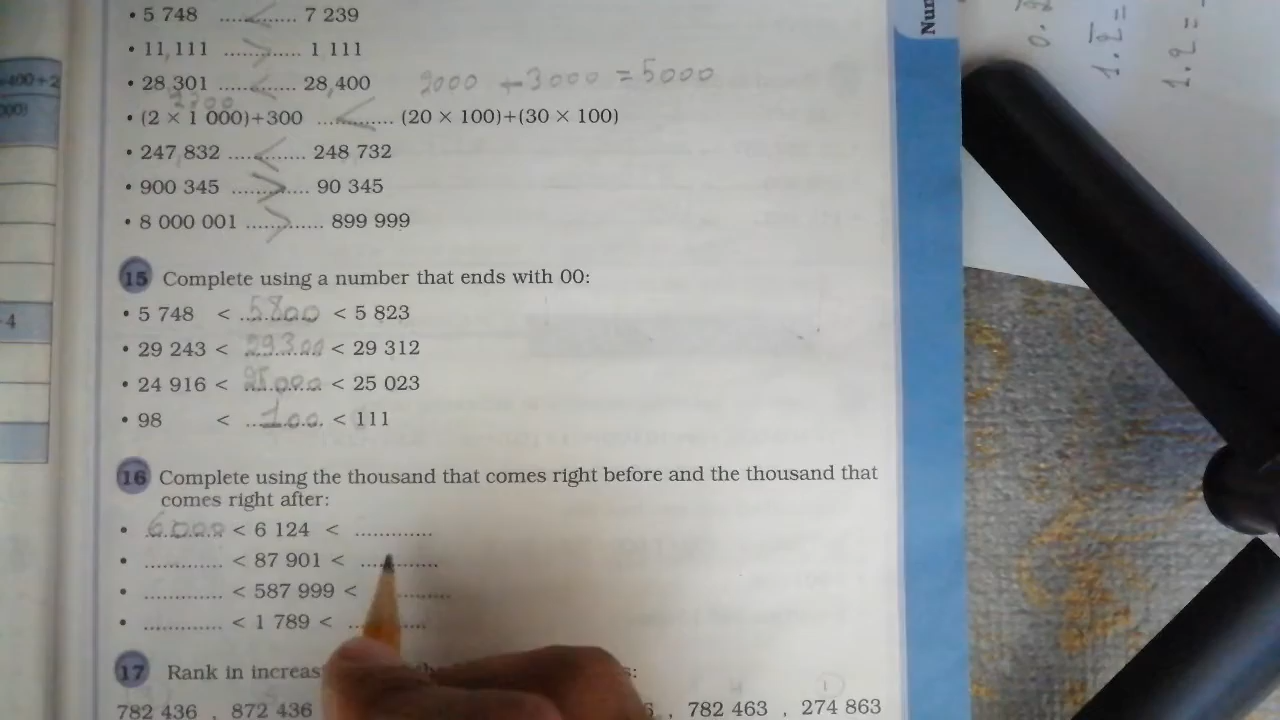 • 5 748 ....<.... 7 239
• 11,111 ....>.... 1 111
• 28,301 ....<.... 28,400 2000 + 3000 = 5000
2300
• (2 × 1 000)+300 ....<.... (20 × 100)+(30 × 100)
• 247,832 ....<.... 248 732
• 900 345 ....>.... 90 345
• 8 000 001 ....>.... 899 999
15 Complete using a number that ends with 00:
• 5 748 < 5800 < 5 823
• 29 243 < 29300 < 29 312
• 24 916 < 25000 < 25 023
• 98 < 100 < 111
16 Complete using the thousand that comes right before and the thousand that
comes right after:
• 6000 < 6 124 < .............
• ............. < 87 901 < .............
• ............. < 587 999 < .............
• ............. < 1 789 < .............
17 Rank in
782 436 , 872 436 , 782 463 , 274 863